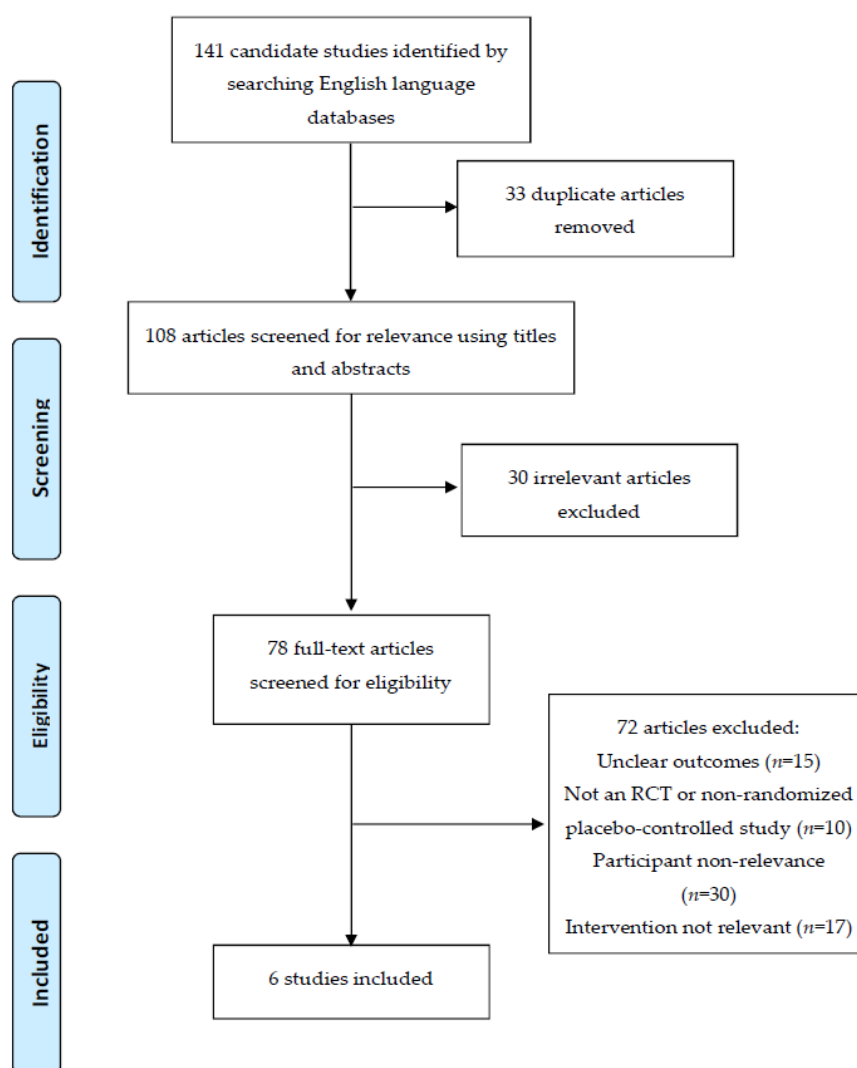 141 candidate studies identified by
searching English language
databases
Identification
33 duplicate articles
removed
108 articles screened for relevance using titles
and abstracts
Screening
30 irrelevant articles
excluded
78 full-text articles
screened for eligibility
Eligibility
72 articles excluded:
Unclear outcomes (n=15)
Not an RCT or non-randomized
placebo-controlled study (n=10)
Participant non-relevance
(n=30)
Intervention not relevant (n=17)
Included
6 studies included